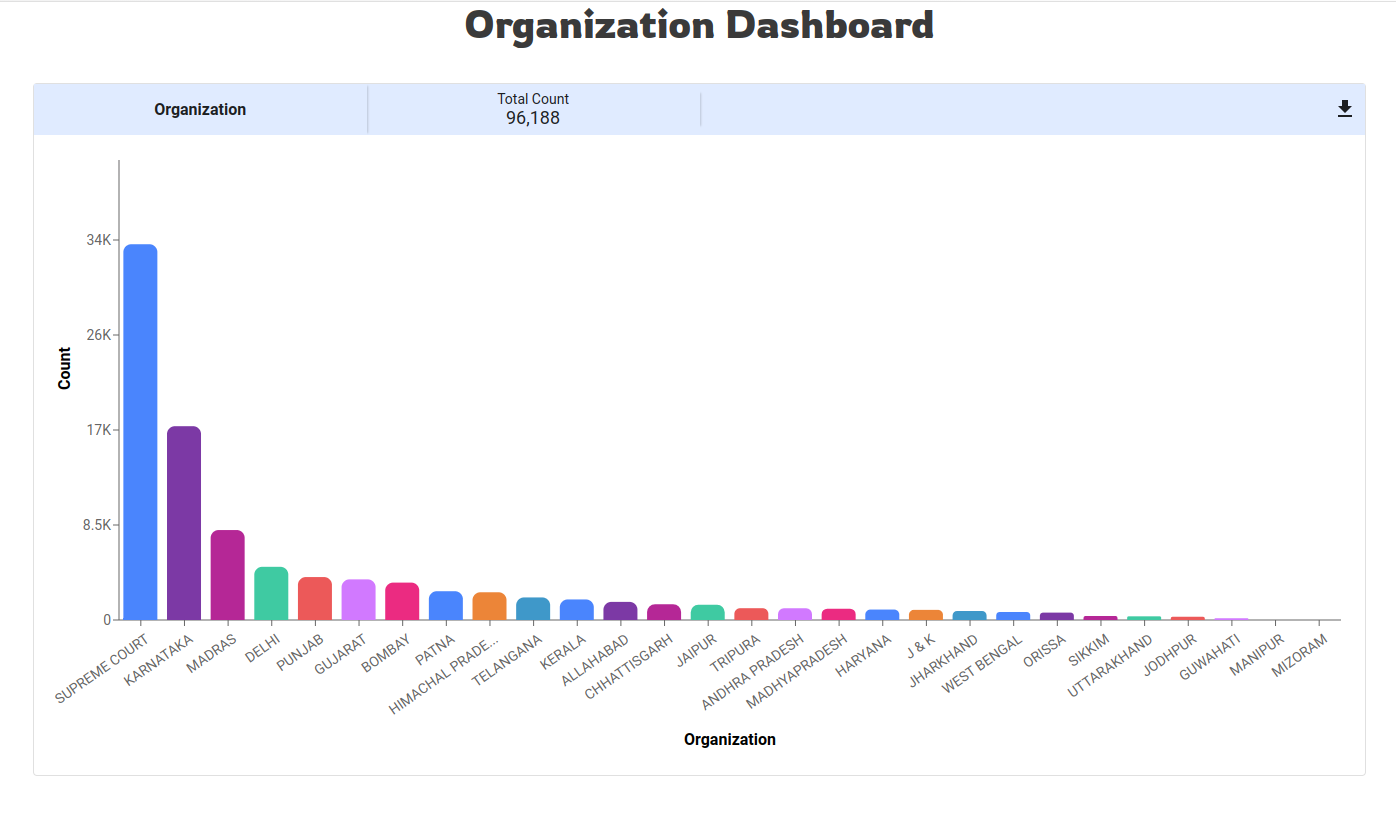 Organization Dashboard
Organization
Total Count
96,188
34K
26K
17K
8.5K
0
Count
SUPREME COURT
KARNATAKA
MADRAS
DELHI
PUNJAB
GUJARAT
BOMBAY
PATNA
HIMACHAL PRADE...
TELANGANA
KERALA
ALLAHABAD
CHHATTISGARH
JAIPUR
TRIPURA
ANDHRA PRADESH
MADHYAPRADESH
HARYANA
J & K
JHARKHAND
WEST BENGAL
ORISSA
SIKKIM
UTTARAKHAND
JODHPUR
GUWAHATI
MANIPUR
MIZORAM
Organization